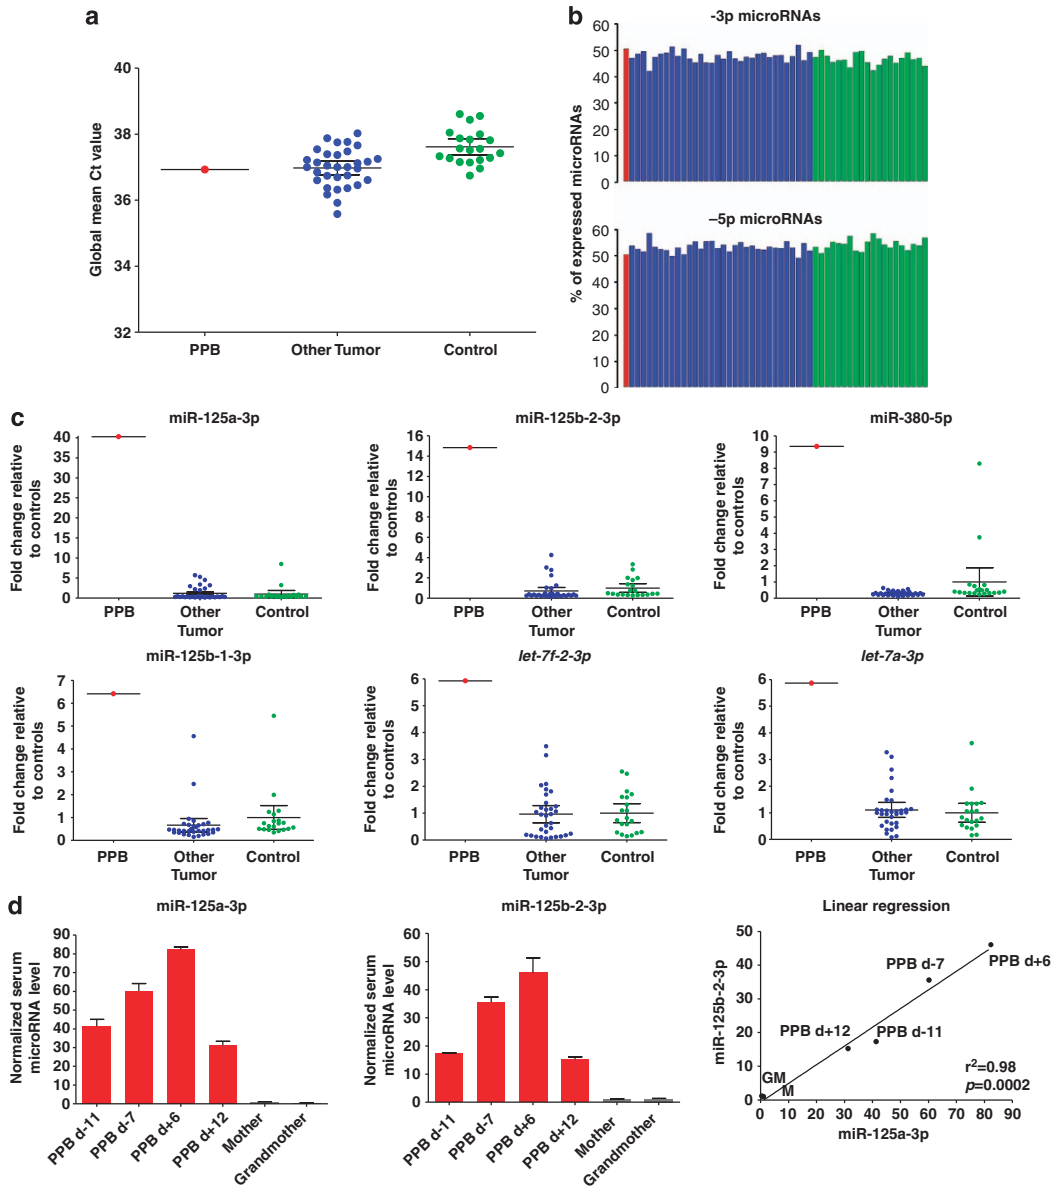 a
Global mean Ct value
40
38
36
34
32
PPB
Other Tumor
Control
b
% of expressed microRNAs
-3p microRNAs
60
50
40
30
20
10
0
–5p microRNAs
60
50
40
30
20
10
0
c
miR-125a-3p
Fold change relative
to controls
40
35
30
25
20
15
10
5
0
PPB
Other
Tumor
Control
miR-125b-2-3p
Fold change relative
to controls
16
14
12
10
8
6
4
2
0
PPB
Other
Tumor
Control
miR-380-5p
Fold change relative
to controls
10
9
8
7
6
5
4
3
2
1
0
PPB
Other
Tumor
Control
miR-125b-1-3p
Fold change relative
to controls
7
6
5
4
3
2
1
0
PPB
Other
Tumor
Control
let-7f-2-3p
Fold change relative
to controls
6
5
4
3
2
1
0
PPB
Other
Tumor
Control
let-7a-3p
Fold change relative
to controls
6
5
4
3
2
1
0
PPB
Other
Tumor
Control
d
miR-125a-3p
Normalized serum
microRNA level
90
80
70
60
50
40
30
20
10
0
PPB d-11
PPB d-7
PPB d+6
PPB d+12
Mother
Grandmother
miR-125b-2-3p
Normalized serum
microRNA level
60
50
40
30
20
10
0
PPB d-11
PPB d-7
PPB d+6
PPB d+12
Mother
Grandmother
Linear regression
miR-125b-2-3p
50
40
30
20
10
0
PPB d-7
PPB d+6
PPB d+12
PPB d-11
GM
M
r2=0.98
p=0.0002
0 10 20 30 40 50 60 70 80 90
miR-125a-3p